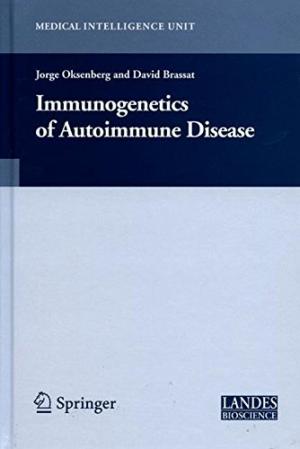 MEDICAL INTELLIGENCE UNIT
Jorge Oksenberg and David Brassat
Immunogenetics
of Autoimmune Disease
Springer
LANDES
BIOSCIENCE